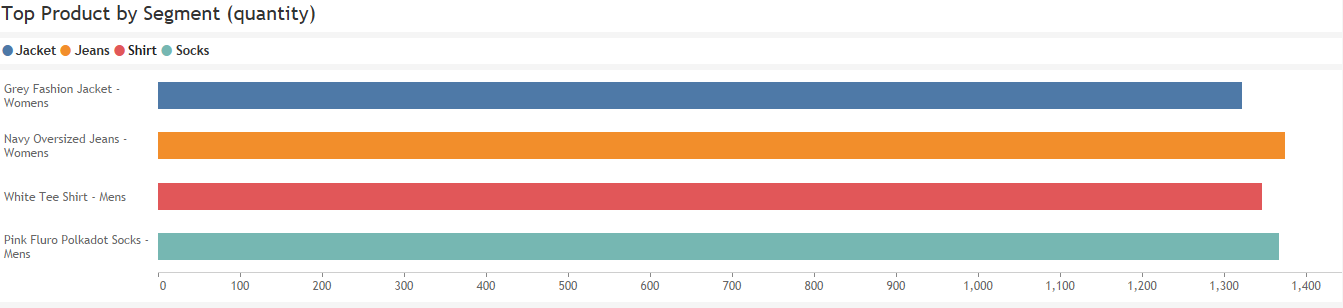 Top Product by Segment (quantity)
Jacket Jeans Shirt Socks
Grey Fashion Jacket -
Womens
Navy Oversized Jeans -
Womens
White Tee Shirt - Mens
Pink Fluro Polkadot Socks -
Mens
0 100 200 300 400 500 600 700 800 900 1,000 1,100 1,200 1,300 1,400